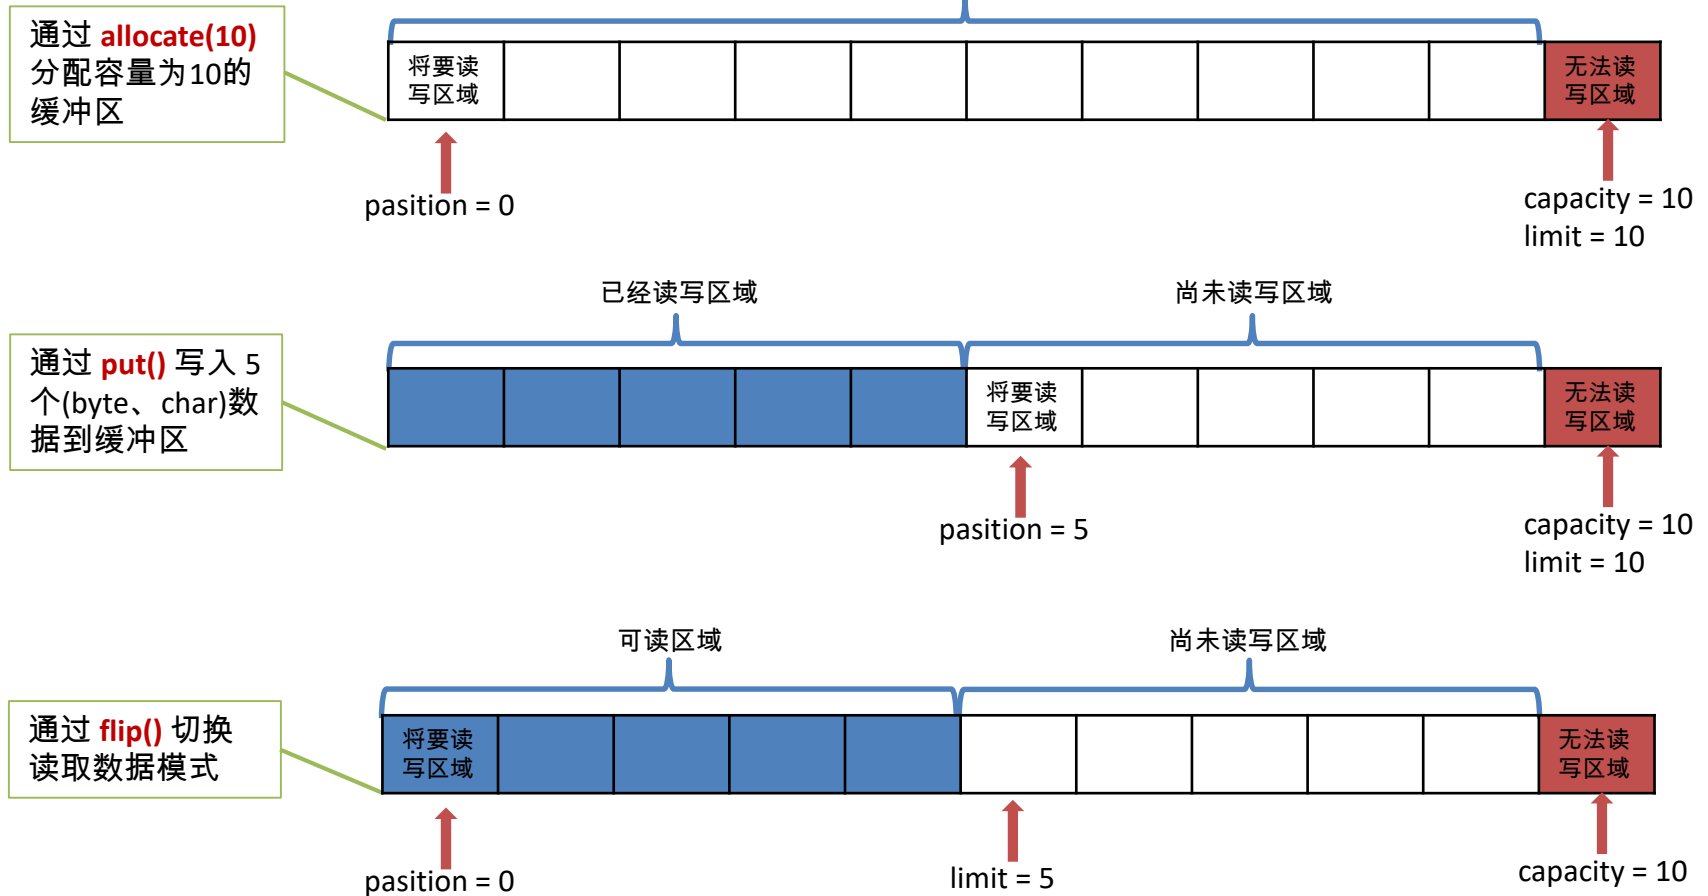 通过 allocate(10)
分配容量为10的
缓冲区
将要读
写区域
无法读
写区域
pasition = 0
capacity = 10
limit = 10
已经读写区域
尚未读写区域
通过 put() 写入 5
个(byte、char)数
据到缓冲区
将要读
写区域
无法读
写区域
pasition = 5
capacity = 10
limit = 10
可读区域
尚未读写区域
通过 flip() 切换
读取数据模式
将要读
写区域
无法读
写区域
pasition = 0
limit = 5
capacity = 10